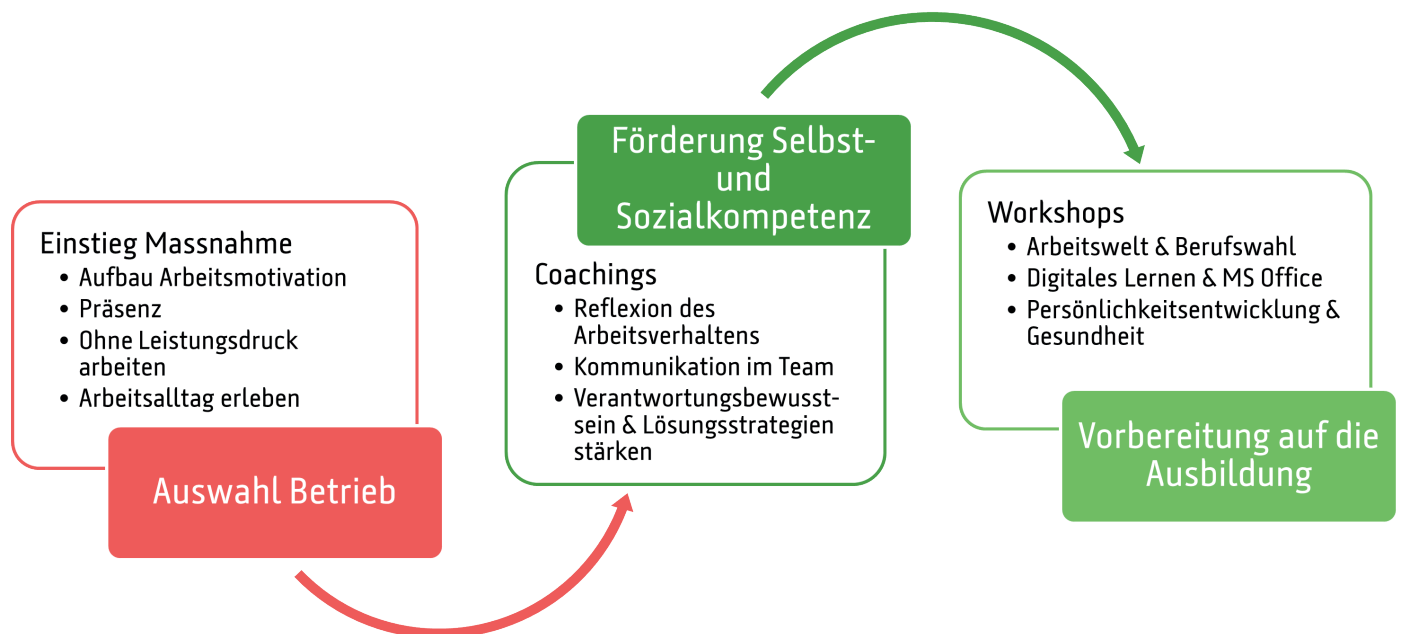 Einstieg Massnahme
• Aufbau Arbeitsmotivation
• Präsenz
• Ohne Leistungsdruck
arbeiten
• Arbeitsalltag erleben
Auswahl Betrieb
Förderung Selbst-
und
Sozialkompetenz
Coachings
• Reflexion des
Arbeitsverhaltens
• Kommunikation im Team
• Verantwortungsbewusst-
sein & Lösungsstrategien
stärken
Workshops
• Arbeitswelt & Berufswahl
• Digitales Lernen & MS Office
• Persönlichkeitsentwicklung &
Gesundheit
Vorbereitung auf die
Ausbildung